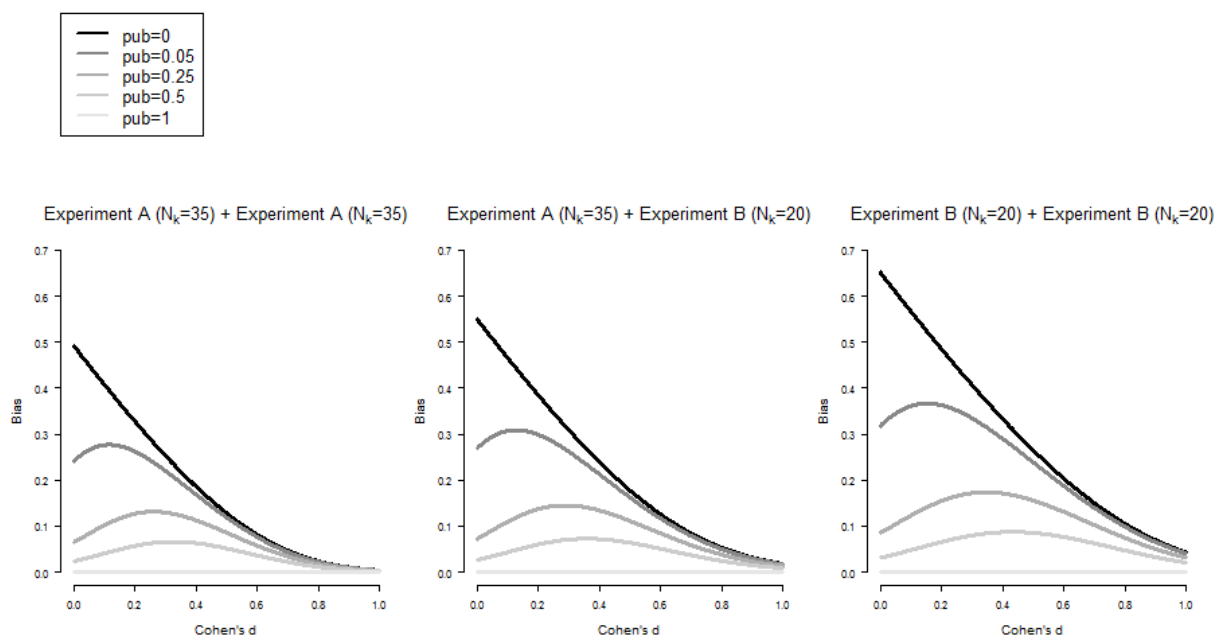 pub=0
pub=0.05
pub=0.25
pub=0.5
pub=1
Experiment A (Nₖ=35) + Experiment A (Nₖ=35)
0.7
0.6
0.5
0.4
0.3
0.2
0.1
0.0
Bias
0.0 0.2 0.4 0.6 0.8 1.0
Cohen's d
Experiment A (Nₖ=35) + Experiment B (Nₖ=20)
0.7
0.6
0.5
0.4
0.3
0.2
0.1
0.0
Bias
0.0 0.2 0.4 0.6 0.8 1.0
Cohen's d
Experiment B (Nₖ=20) + Experiment B (Nₖ=20)
0.7
0.6
0.5
0.4
0.3
0.2
0.1
0.0
Bias
0.0 0.2 0.4 0.6 0.8 1.0
Cohen's d